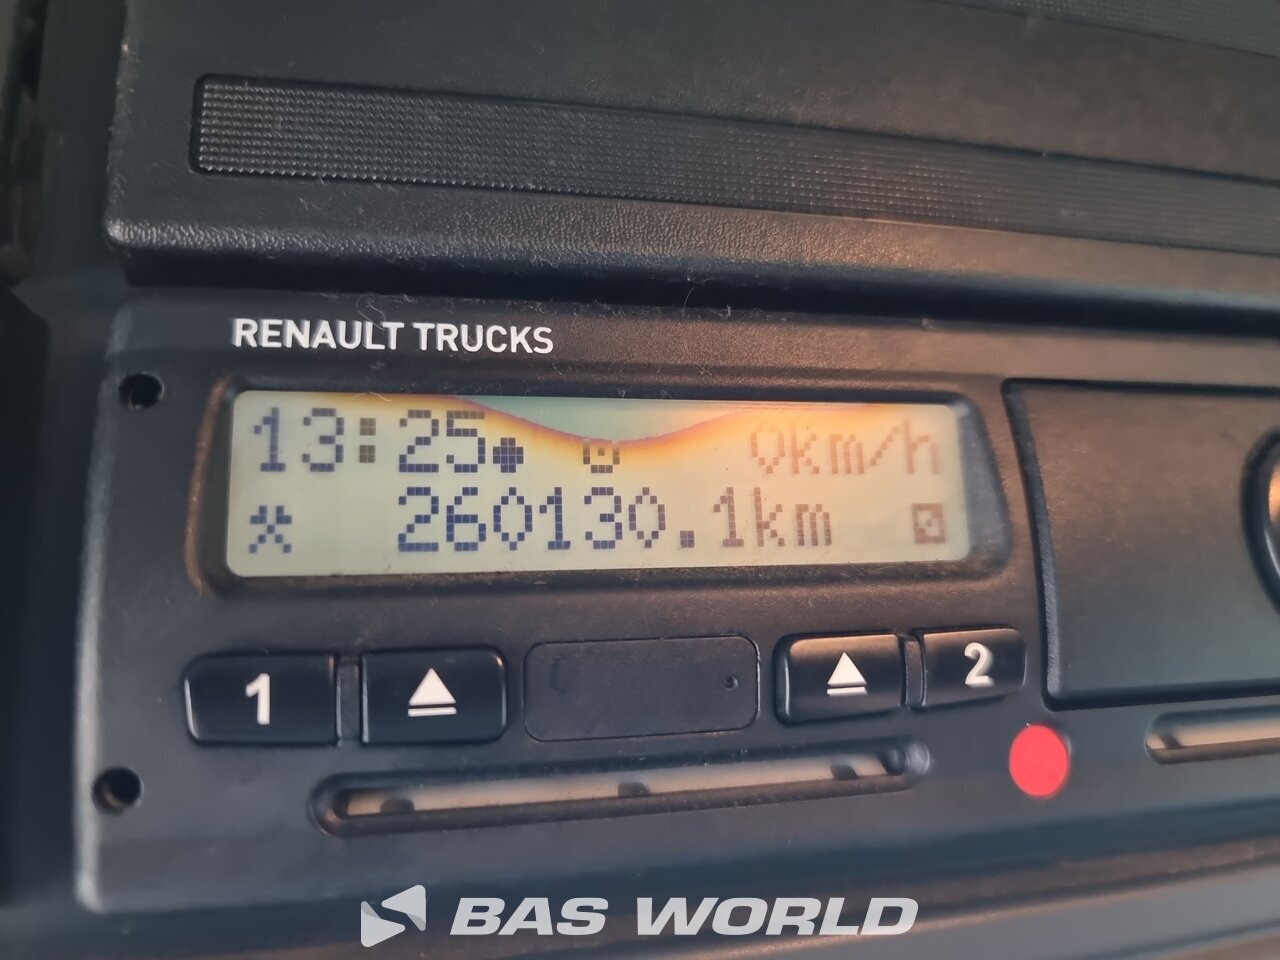 RENAULT TRUCKS
13:25 0km/h
260130.1km
1 2
BAS WORLD